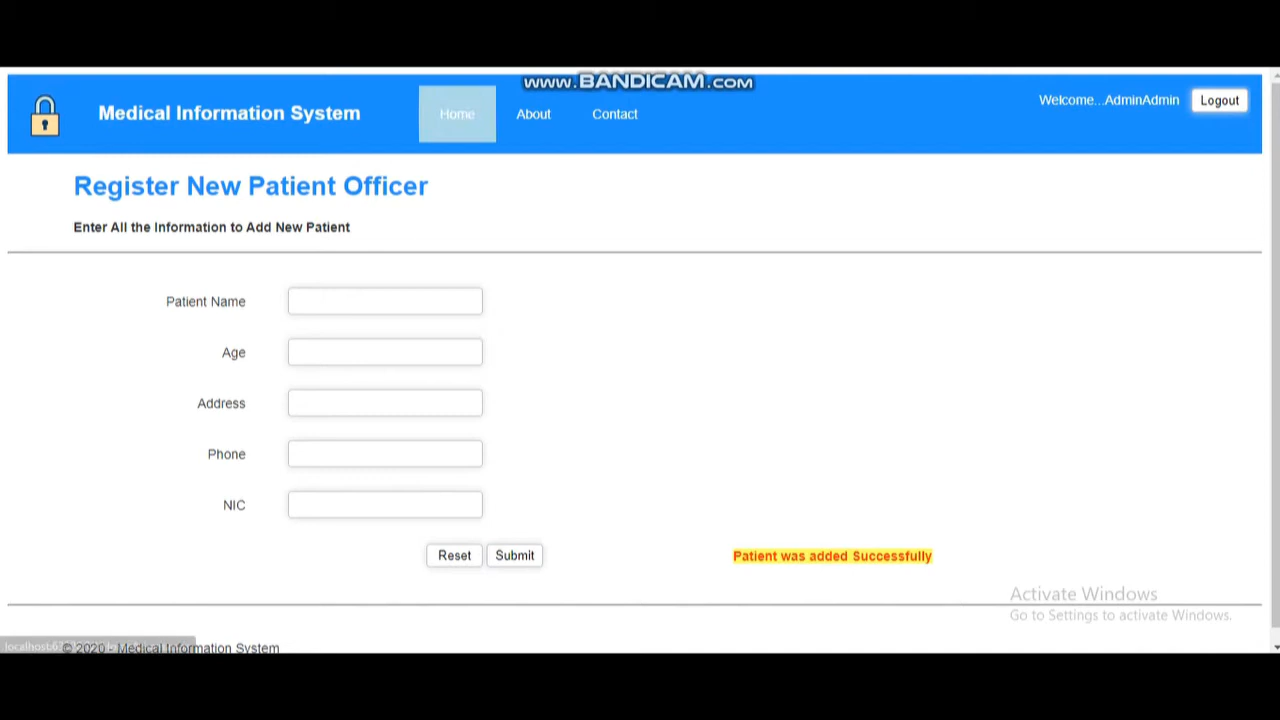 www.BANDICAM.com
Medical Information System
Home
About
Contact
Welcome...AdminAdmin
Logout
Register New Patient Officer
Enter All the Information to Add New Patient
Patient Name
Age
Address
Phone
NIC
Reset
Submit
Patient was added Successfully
Activate Windows
Go to Settings to activate Windows.
© 2020 - Medical Information System